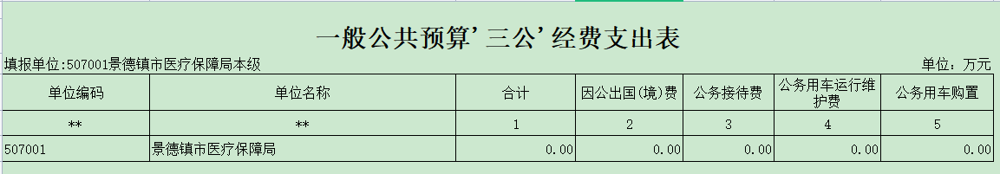 一般公共预算'三公'经费支出表
填报单位:507001景德镇市医疗保障局本级 单位：万元
单位编码 单位名称 合计 因公出国(境)费 公务接待费 公务用车运行维护费 公务用车购置
** ** 1 2 3 4 5
507001 景德镇市医疗保障局 0.00 0.00 0.00 0.00 0.00